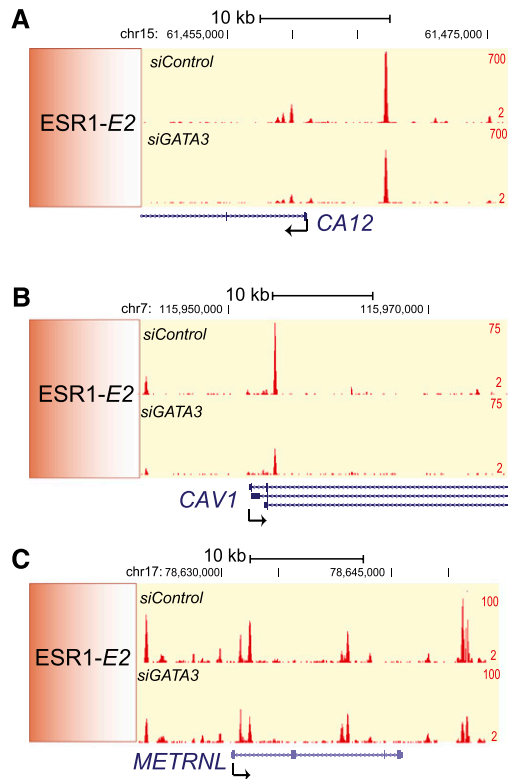 A
10 kb
chr15: 61,455,000 61,475,000
siControl
700
ESR1-E2
2
siGATA3
700
2
CA12
B
10 kb
chr7: 115,950,000 115,970,000
siControl
75
ESR1-E2
2
siGATA3
75
2
CAV1
C
10 kb
chr17: 78,630,000 78,645,000
siControl
100
ESR1-E2
2
siGATA3
100
2
METRNL